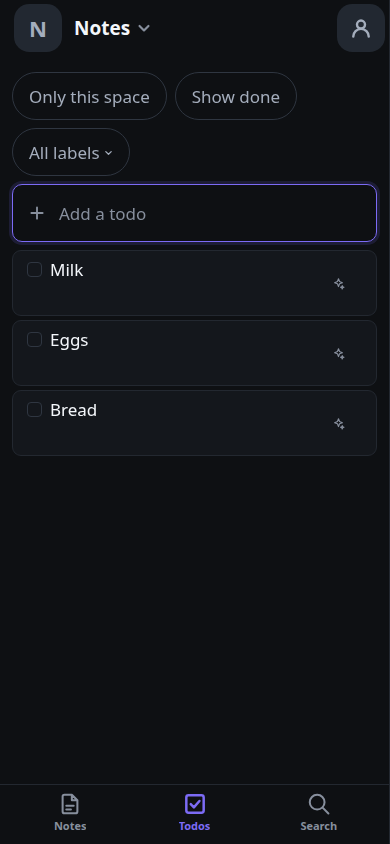 N
Notes
Only this space
Show done
All labels
Add a todo
Milk
Eggs
Bread
Notes
Todos
Search